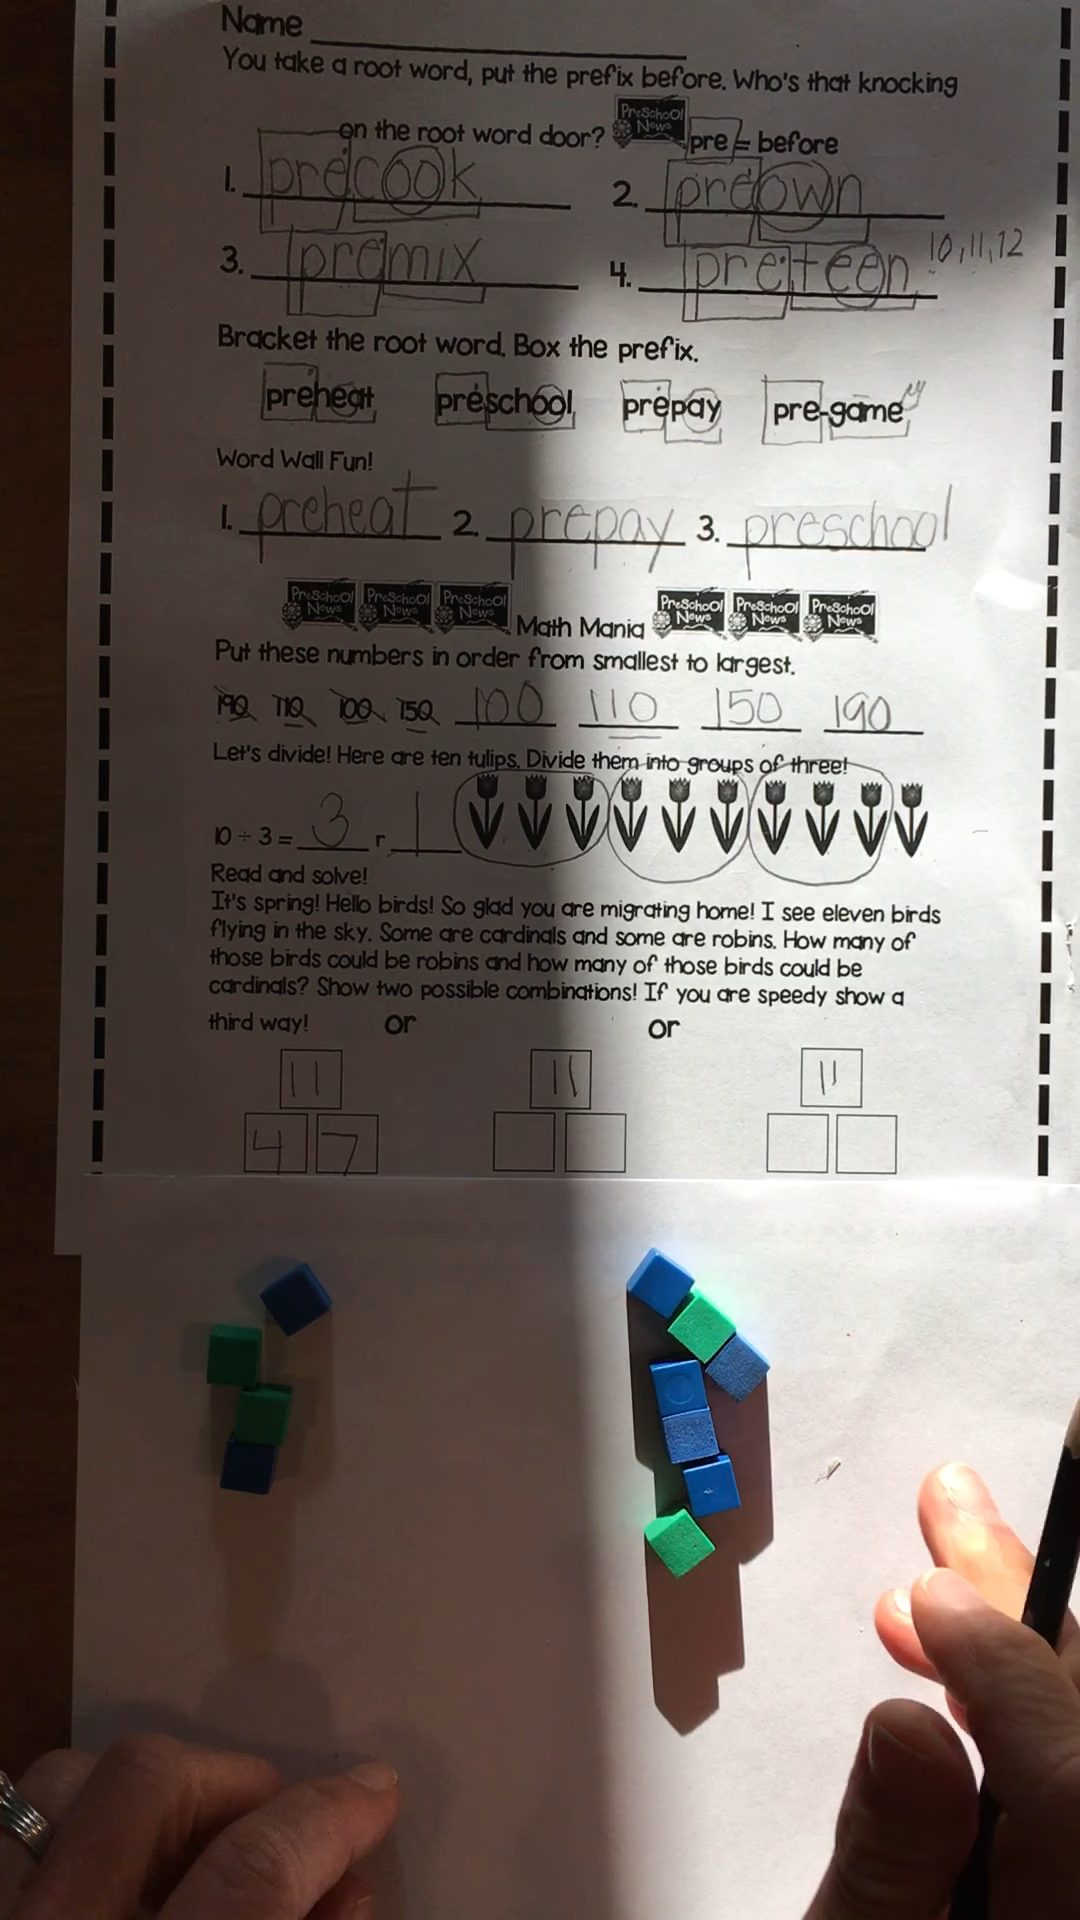 Name
You take a root word, put the prefix before. Who's that knocking
on the root word door? PreSchool News pre = before
1. precook 2. preown
3. premix 4. preteen 10, 11, 12
Bracket the root word. Box the prefix.
preheat preschool prepay pre-game
Word Wall Fun!
1. preheat 2. prepay 3. preschool
PreSchool News PreSchool News PreSchool News Math Mania PreSchool News PreSchool News PreSchool News
Put these numbers in order from smallest to largest.
190 110 100 150 100 110 150 190
Let's divide! Here are ten tulips. Divide them into groups of three!
10 ÷ 3 = 3 r 1
Read and solve!
It's spring! Hello birds! So glad you are migrating home! I see eleven birds
flying in the sky. Some are cardinals and some are robins. How many of
those birds could be robins and how many of those birds could be
cardinals? Show two possible combinations! If you are speedy show a
third way! or or
11 11 11
4 7